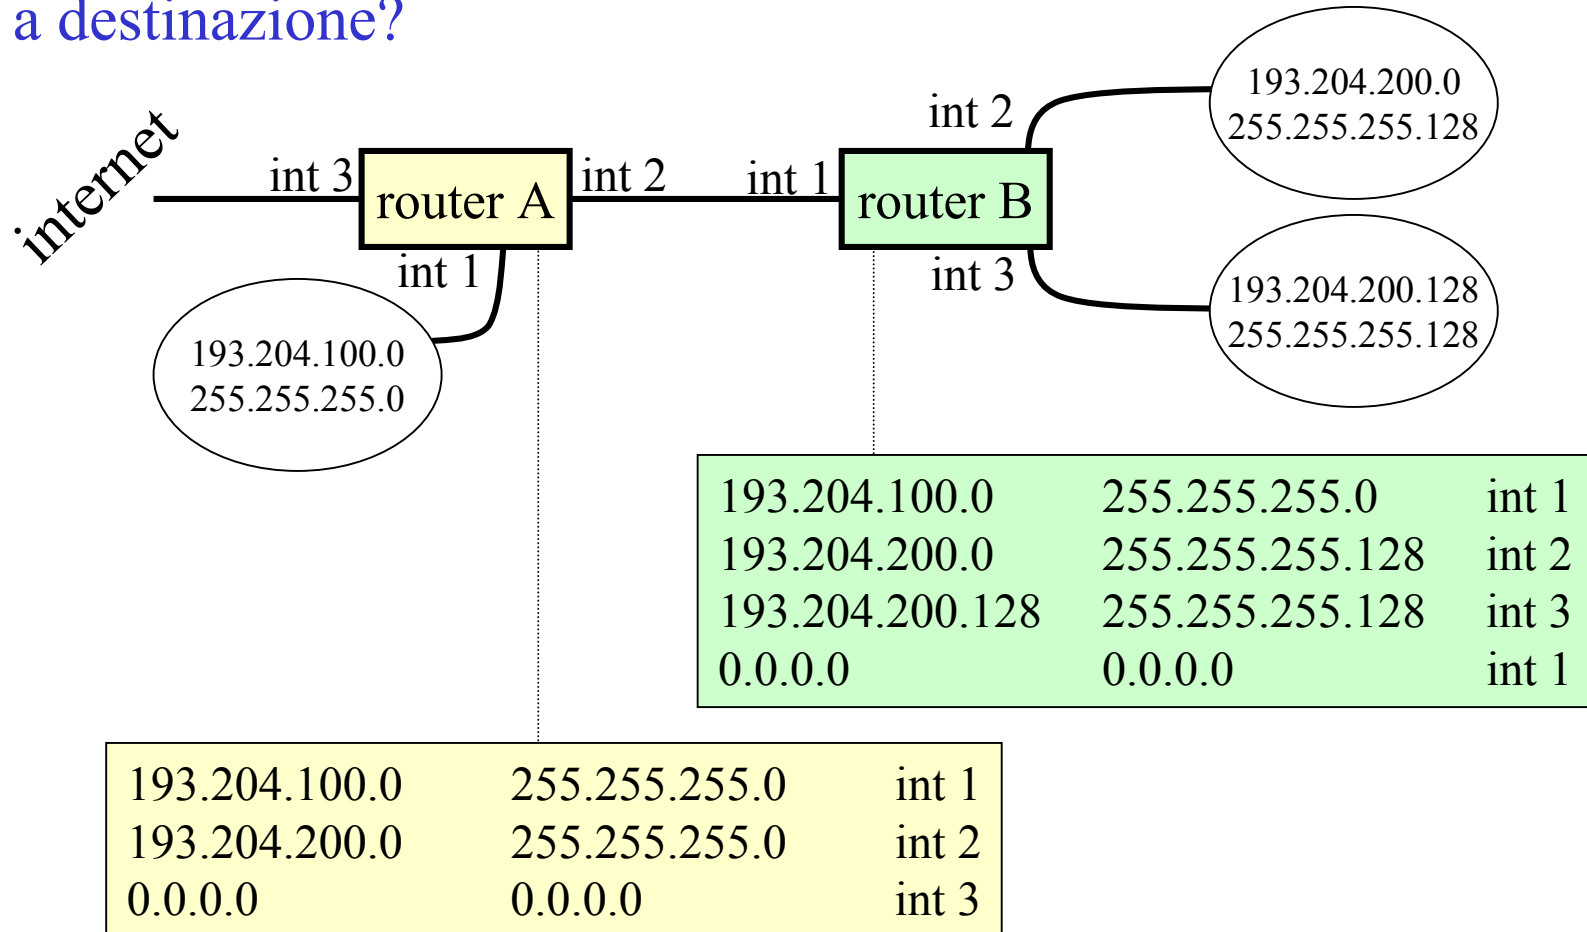 a destinazione?
internet
int 3
router A
int 2
int 1
int 1
router B
int 2
int 3
193.204.200.0
255.255.255.128
193.204.200.128
255.255.255.128
193.204.100.0
255.255.255.0
193.204.100.0 255.255.255.0 int 1
193.204.200.0 255.255.255.128 int 2
193.204.200.128 255.255.255.128 int 3
0.0.0.0 0.0.0.0 int 1
193.204.100.0 255.255.255.0 int 1
193.204.200.0 255.255.255.0 int 2
0.0.0.0 0.0.0.0 int 3